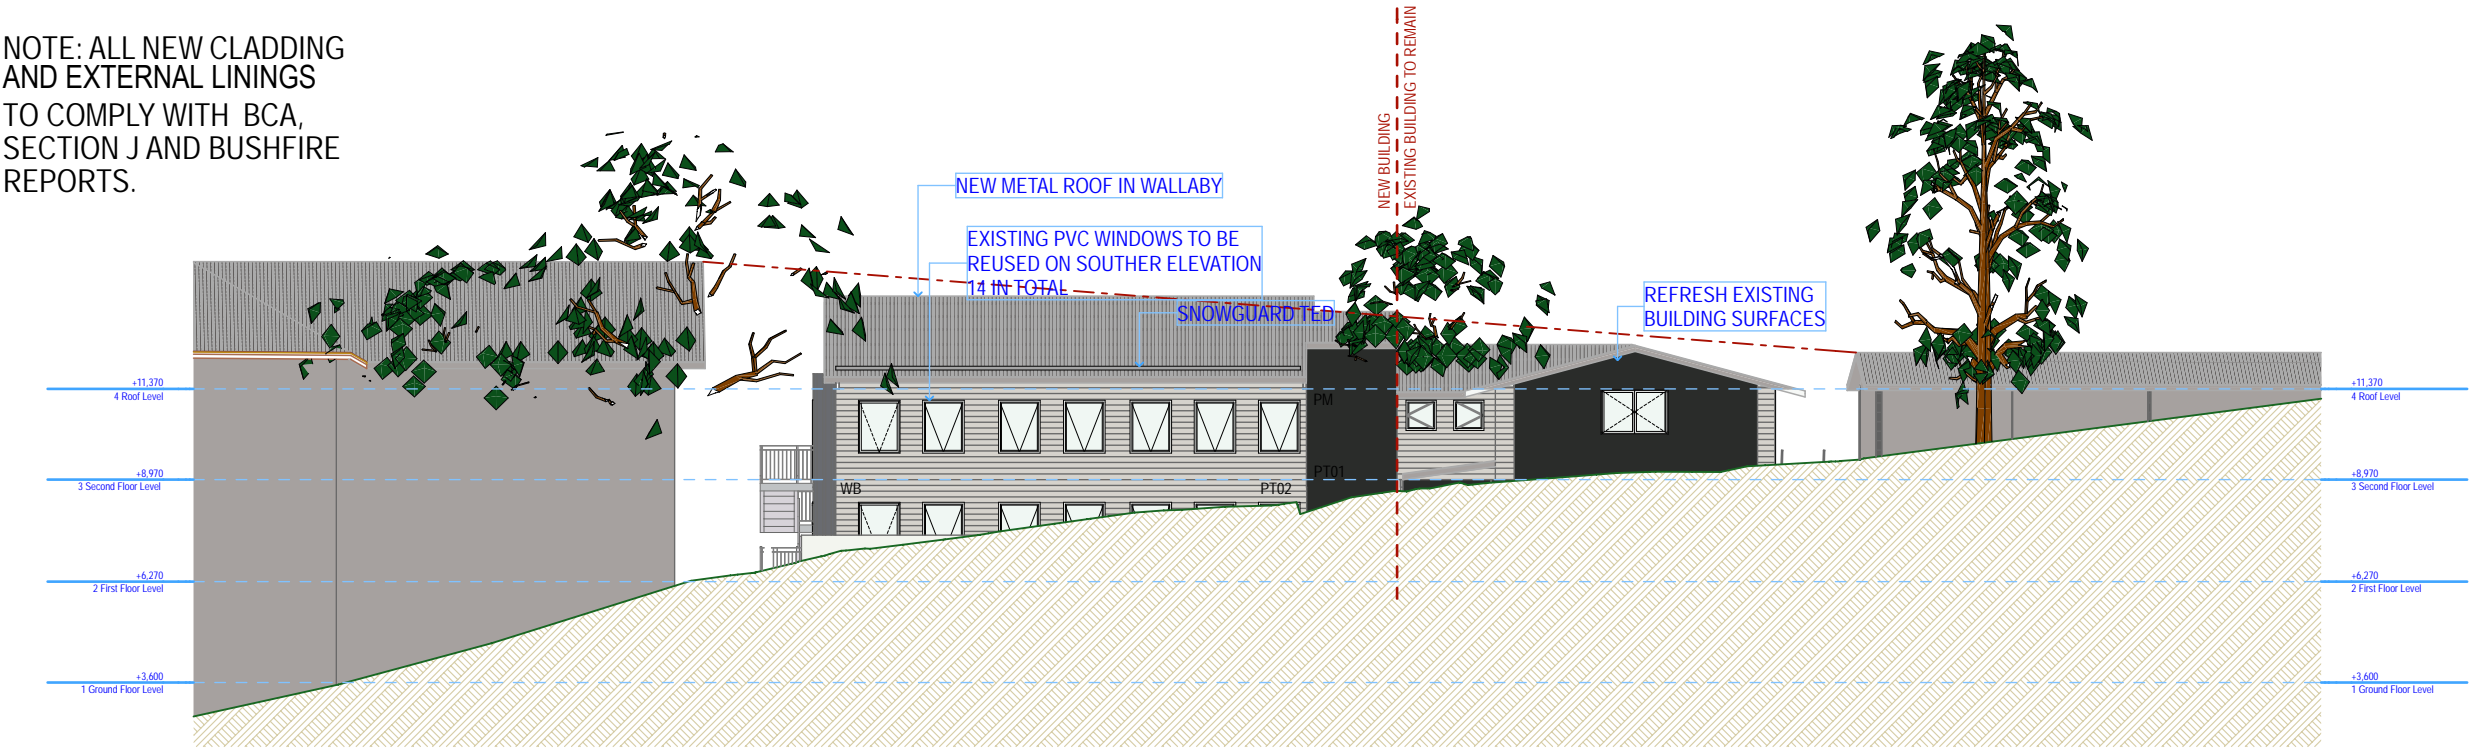 NOTE: ALL NEW CLADDING
AND EXTERNAL LININGS
TO COMPLY WITH BCA,
SECTION J AND BUSHFIRE
REPORTS.
NEW BUILDING
EXISTING BUILDING TO REMAIN
NEW METAL ROOF IN WALLABY
EXISTING PVC WINDOWS TO BE
REUSED ON SOUTHER ELEVATION
14 IN TOTAL
SNOWGUARD TED
REFRESH EXISTING
BUILDING SURFACES
+11,370
4 Roof Level
+11,370
4 Roof Level
PM
PT01
+8,970
3 Second Floor Level
WB
PT02
+8,970
3 Second Floor Level
+6,270
2 First Floor Level
+6,270
2 First Floor Level
+3,600
1 Ground Floor Level
+3,600
1 Ground Floor Level